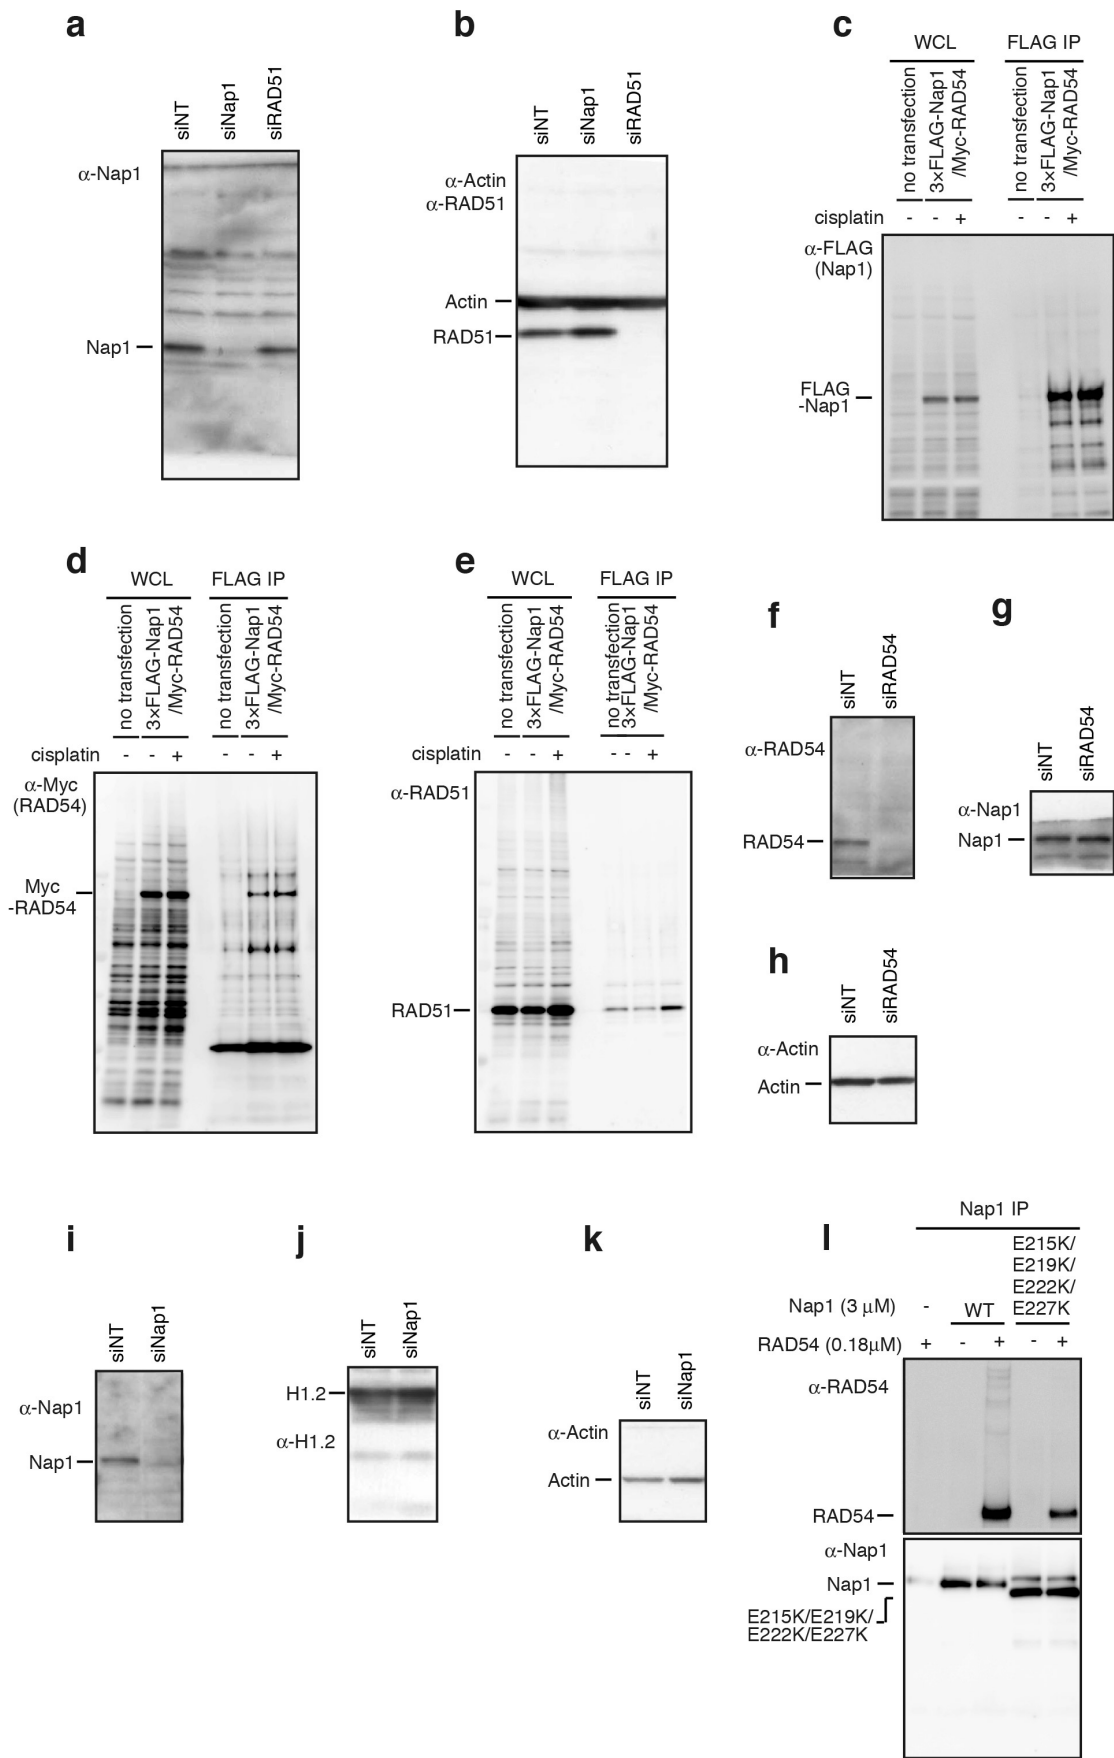 a
siNT
siNap1
siRAD51
α-Nap1
Nap1
b
siNT
siNap1
siRAD51
α-Actin
α-RAD51
Actin
RAD51
c
WCL
FLAG IP
no transfection
3×FLAG-Nap1
/Myc-RAD54
no transfection
3×FLAG-Nap1
/Myc-RAD54
cisplatin - - + - - +
α-FLAG
(Nap1)
FLAG
-Nap1
d
WCL
FLAG IP
no transfection
3×FLAG-Nap1
/Myc-RAD54
no transfection
3×FLAG-Nap1
/Myc-RAD54
cisplatin - - + - - +
α-Myc
(RAD54)
Myc
-RAD54
e
WCL
FLAG IP
no transfection
3×FLAG-Nap1
/Myc-RAD54
no transfection
3×FLAG-Nap1
/Myc-RAD54
cisplatin - - + - - +
α-RAD51
RAD51
f
siNT
siRAD54
α-RAD54
RAD54
g
siNT
siRAD54
α-Nap1
Nap1
h
siNT
siRAD54
α-Actin
Actin
i
siNT
siNap1
α-Nap1
Nap1
j
siNT
siNap1
H1.2
α-H1.2
k
siNT
siNap1
α-Actin
Actin
l
Nap1 IP
E215K/
E219K/
E222K/
E227K
Nap1 (3 μM) - WT
RAD54 (0.18μM) + - + - +
α-RAD54
RAD54
α-Nap1
Nap1
E215K/E219K/
E222K/E227K